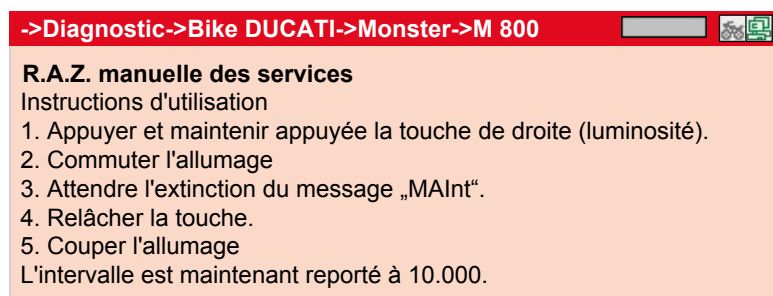 ->Diagnostic->Bike DUCATI->Monster->M 800
R.A.Z. manuelle des services
Instructions d'utilisation
1. Appuyer et maintenir appuyée la touche de droite (luminosité).
2. Commuter l'allumage
3. Attendre l'extinction du message „MAInt“.
4. Relâcher la touche.
5. Couper l'allumage
L'intervalle est maintenant reporté à 10.000.